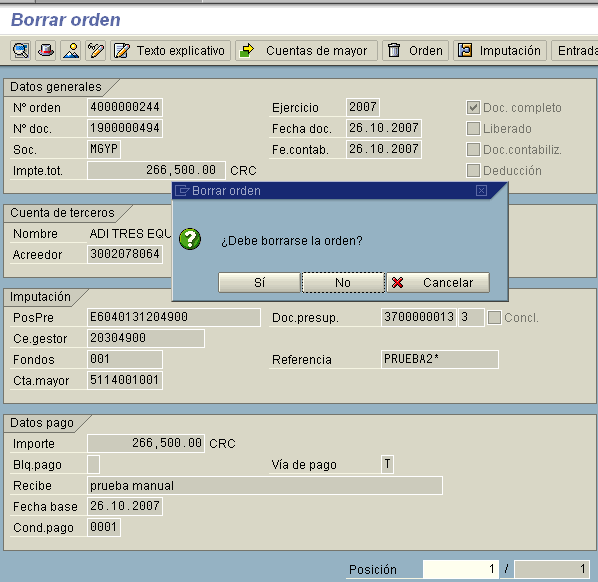 Borrar orden
Texto explicativo Cuentas de mayor Orden Imputación Entrada
Datos generales
Nº orden 4000000244 Ejercicio 2007 Doc. completo
Nº doc. 1900000494 Fecha doc. 26.10.2007 Liberado
Soc. MGYP Fe.contab. 26.10.2007 Doc.contabiliz.
Impte.tot. 266,500.00 CRC Deducción
Borrar orden
¿Debe borrarse la orden?
Sí No Cancelar
Cuenta de terceros
Nombre ADI TRES EQU
Acreedor 3002078064
Imputación
PosPre E6040131204900 Doc.presup. 3700000013 3 Concl.
Ce.gestor 20304900
Fondos 001 Referencia PRUEBA2*
Cta.mayor 5114001001
Datos pago
Importe 266,500.00 CRC
Blq.pago Vía de pago T
Recibe prueba manual
Fecha base 26.10.2007
Cond.pago 0001
Posición 1 / 1